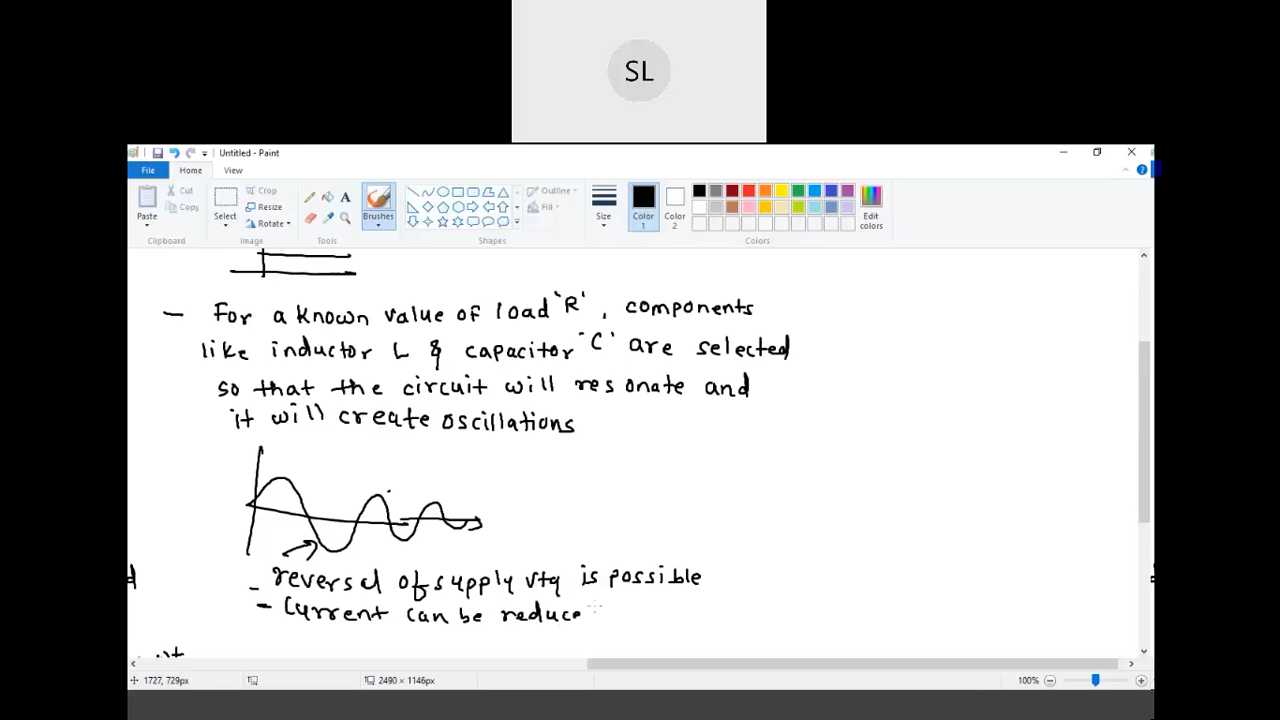 SL
Untitled - Paint
File Home View
Paste
Cut
Copy
Clipboard
Select
Crop
Resize
Rotate
Image
A
Tools
Brushes
Outline
Fill
Shapes
Size
Color 1
Color 2
Edit colors
Colors
- For a known value of load 'R', components
like inductor L & capacitor 'C' are selected
so that the circuit will resonate and
it will create oscillations
- reversal of supply vtg is possible
- Current can be reduce
1727, 729px
2490 × 1146px
100%